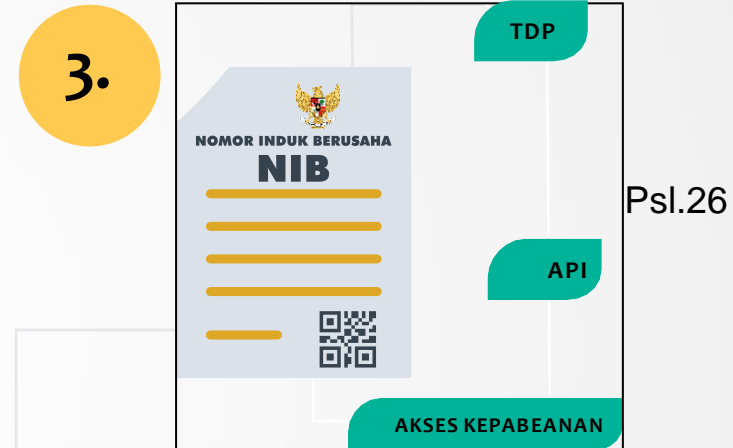 3.
TDP
NOMOR INDUK BERUSAHA
NIB
Psl.26
API
AKSES KEPABEANAN